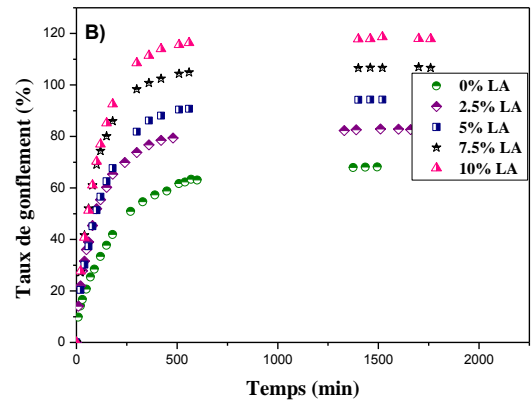 B)
Taux de gonflement (%)
120
100
80
60
40
20
0
0% LA
2.5% LA
5% LA
7.5% LA
10% LA
0
500
1000
1500
2000
Temps (min)